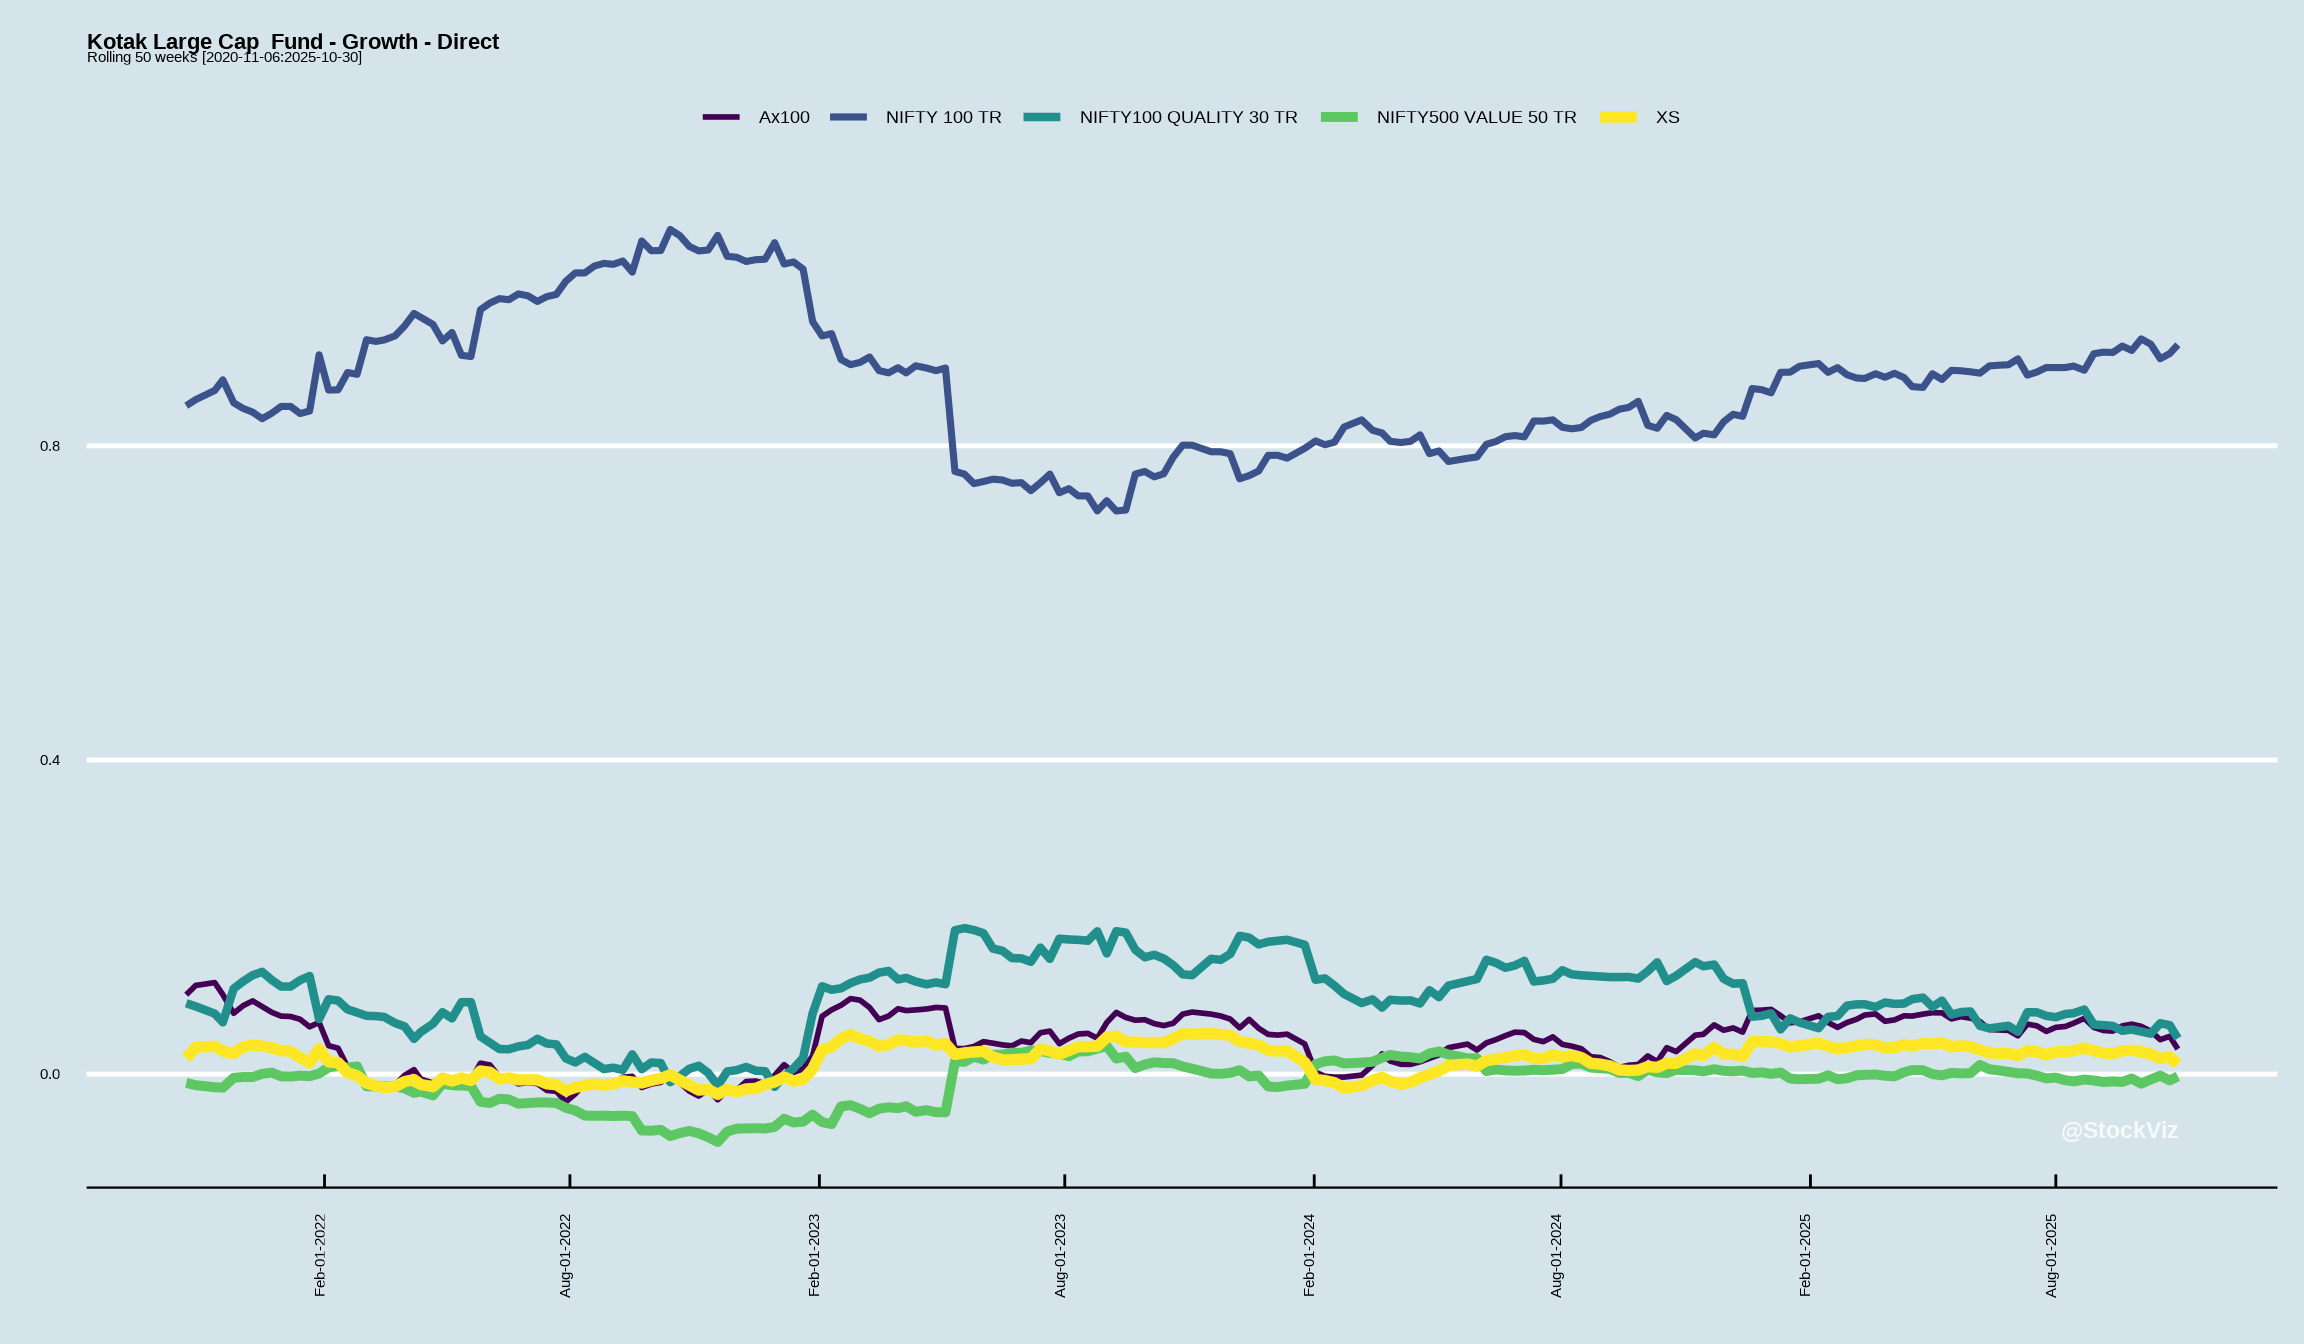 Kotak Large Cap  Fund - Growth - Direct
Rolling 50 weeks [2020-11-06:2025-10-30]
Ax100 NIFTY 100 TR NIFTY100 QUALITY 30 TR NIFTY500 VALUE 50 TR XS
0.8
0.4
0.0
@StockViz
Feb-01-2022 Aug-01-2022 Feb-01-2023 Aug-01-2023 Feb-01-2024 Aug-01-2024 Feb-01-2025 Aug-01-2025